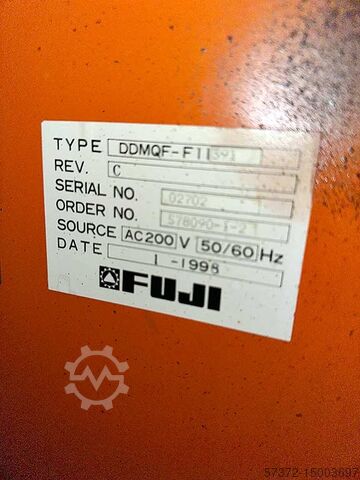 TYPE DDMQF-F11S91
REV. C
SERIAL NO. 02702
ORDER NO. 578090-1-2
SOURCE AC200 V 50/60 Hz
DATE 1-1998
FUJI
57372-15003697